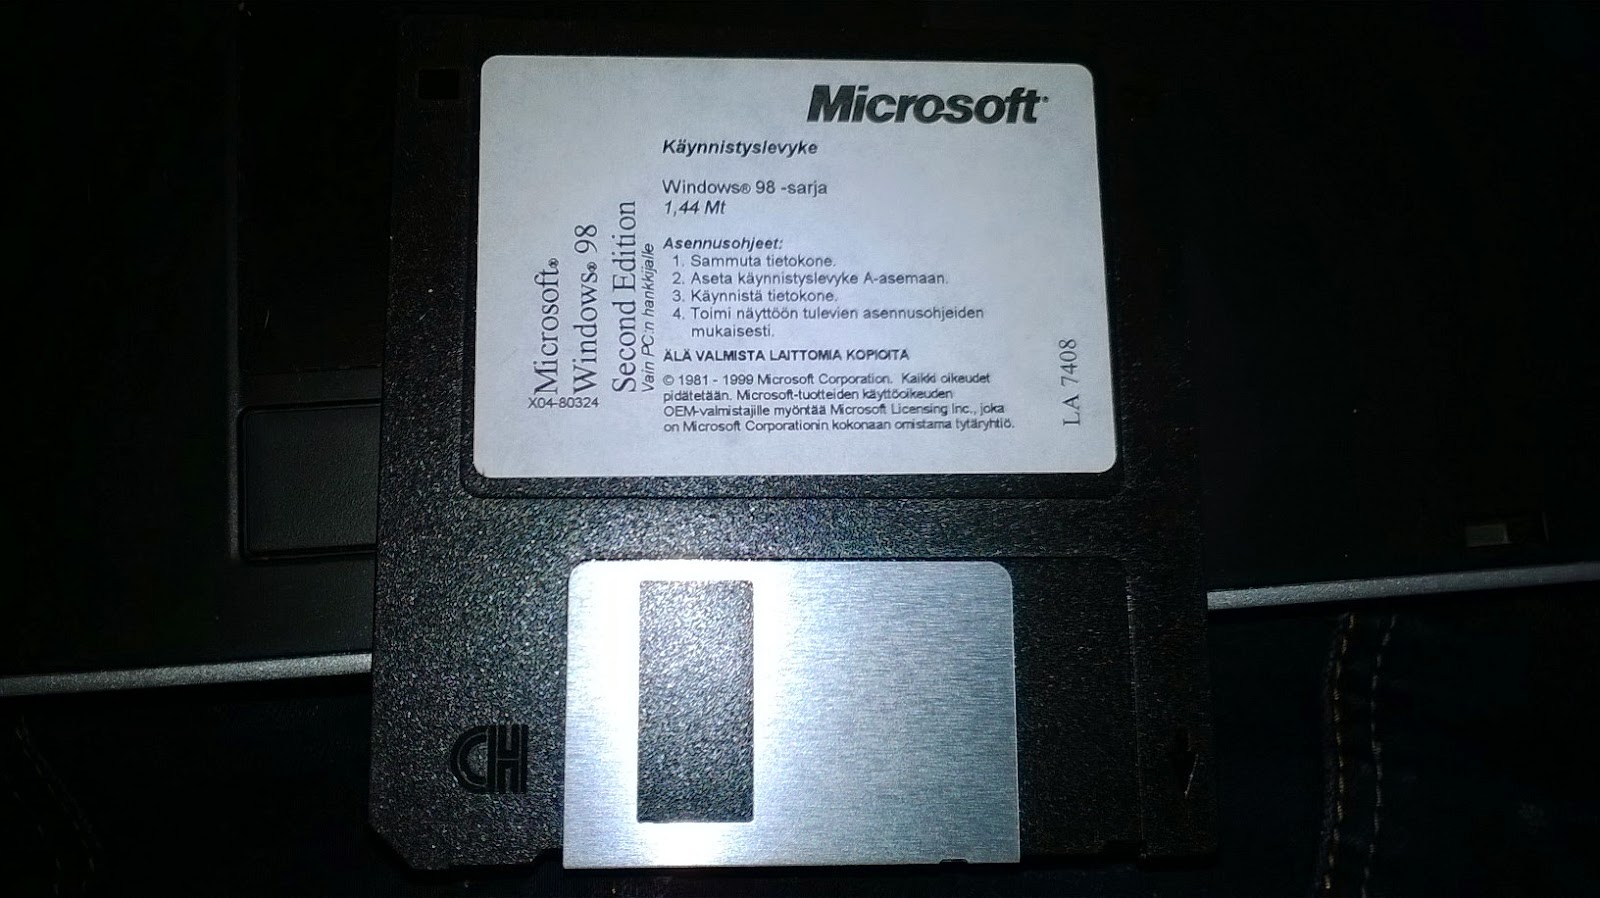 Microsoft®
Käynnistyslevyke
Windows® 98 -sarja
1,44 Mt
Asennusohjeet:
1. Sammuta tietokone.
2. Aseta käynnistyslevyke A-asemaan.
3. Käynnistä tietokone.
4. Toimi näyttöön tulevien asennusohjeiden
mukaisesti.
ÄLÄ VALMISTA LAITTOMIA KOPIOITA
© 1981 - 1999 Microsoft Corporation. Kaikki oikeudet
pidätetään. Microsoft-tuotteiden käyttöoikeuden
OEM-valmistajille myöntää Microsoft Licensing Inc., joka
on Microsoft Corporationin kokonaan omistama tytäryhtiö.
Microsoft®
Windows® 98
Second Edition
Vain PC:n hankkijalle
X04-80324
LA 7408
CH